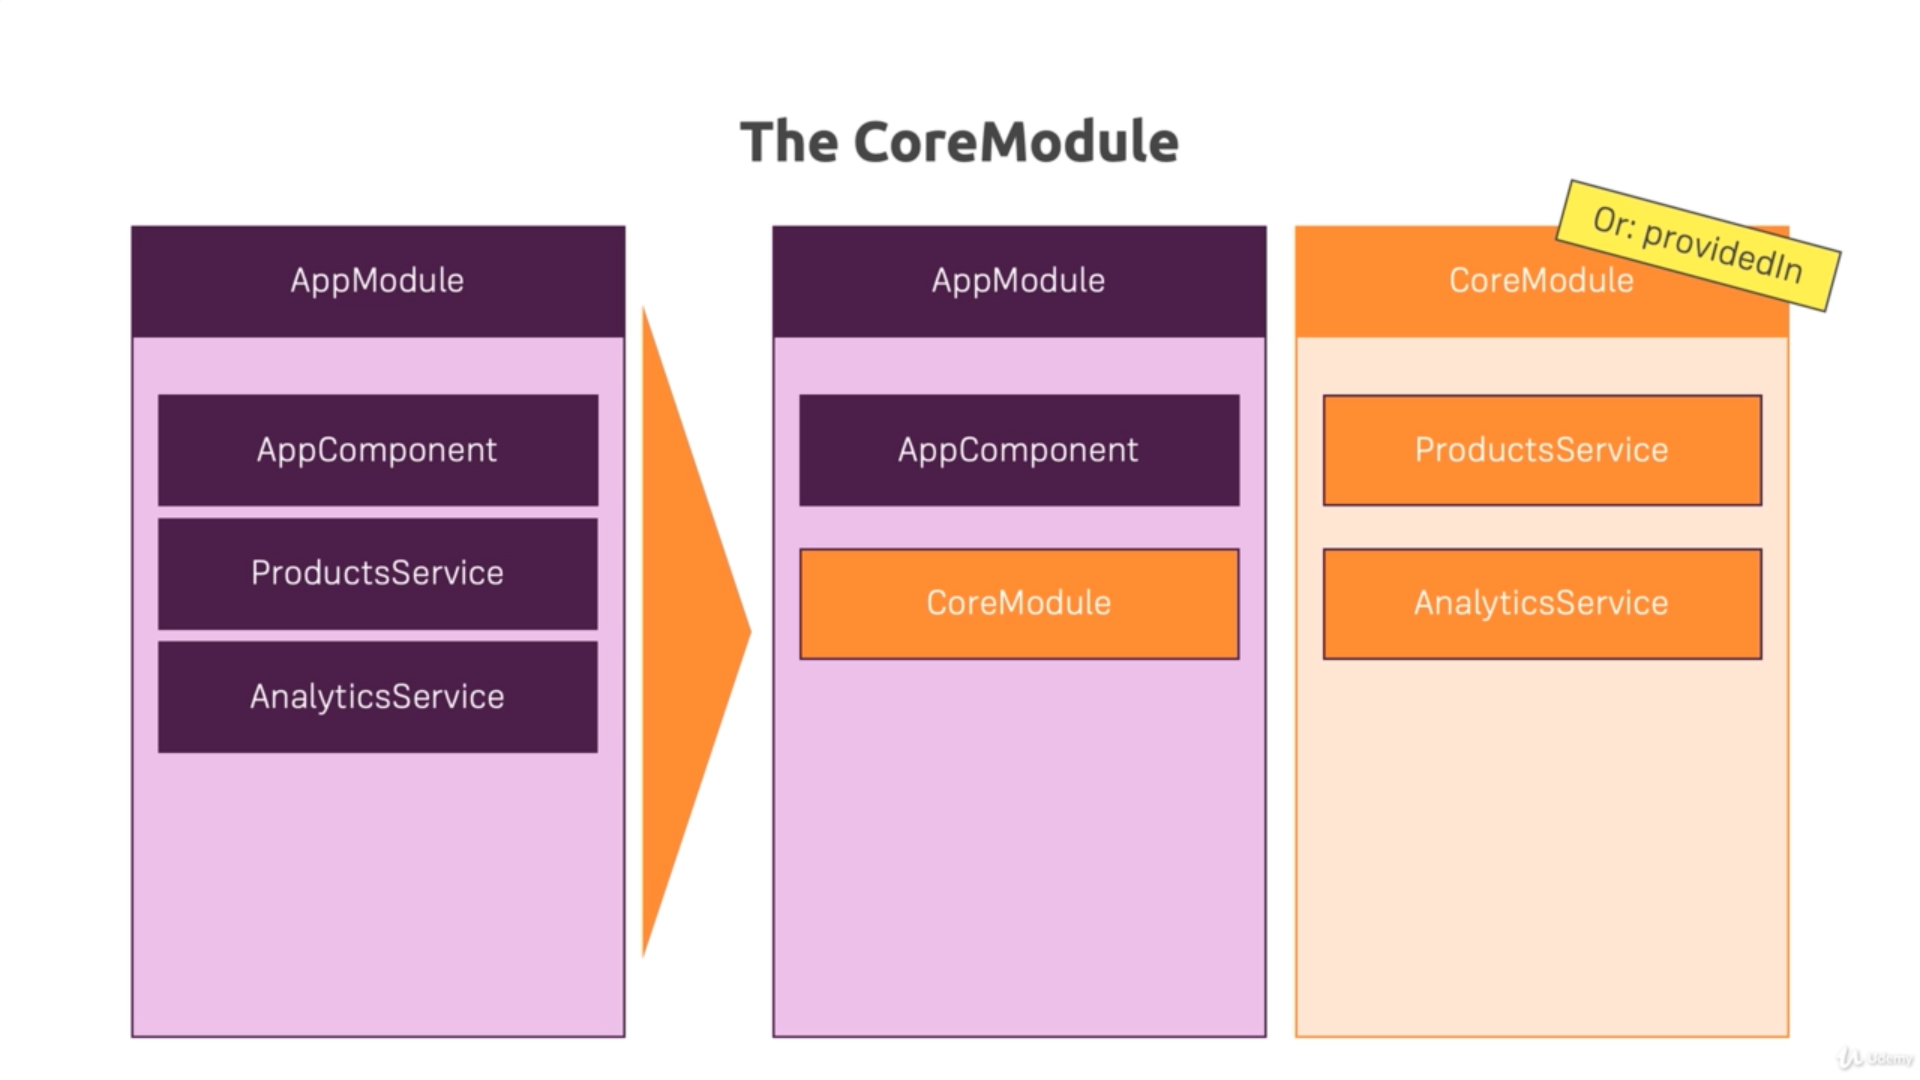 The CoreModule
Or: providedIn
AppModule
AppComponent
ProductsService
AnalyticsService
AppModule
AppComponent
CoreModule
CoreModule
ProductsService
AnalyticsService
Udemy